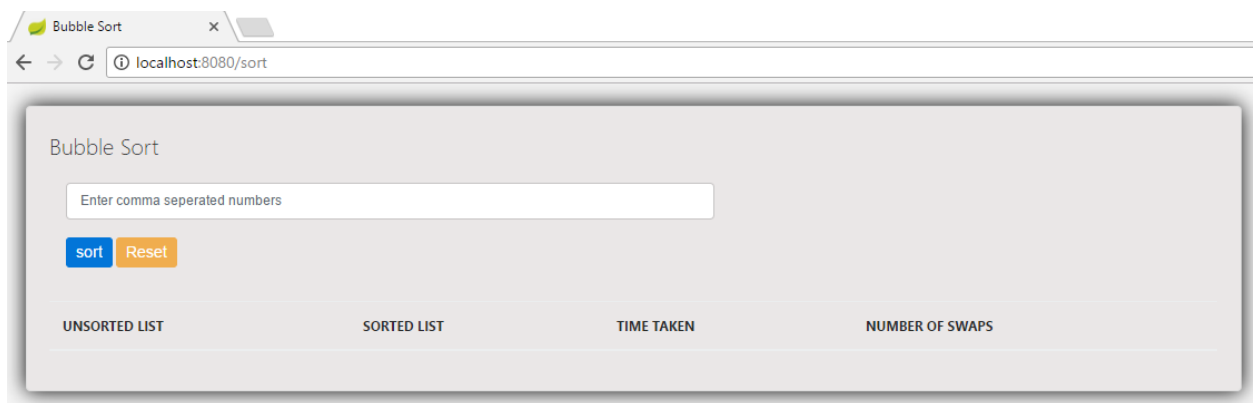 Bubble Sort
localhost:8080/sort
Bubble Sort
Enter comma seperated numbers
sort Reset
UNSORTED LIST SORTED LIST TIME TAKEN NUMBER OF SWAPS